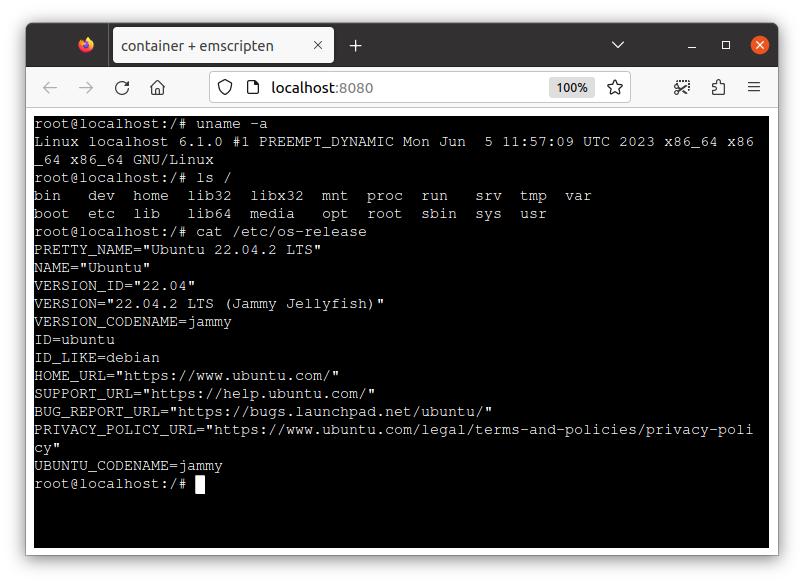 container + emscripten
localhost:8080
100%
root@localhost:/# uname -a
Linux localhost 6.1.0 #1 PREEMPT_DYNAMIC Mon Jun  5 11:57:09 UTC 2023 x86_64 x86
_64 x86_64 GNU/Linux
root@localhost:/# ls /
bin   dev  home  lib32  libx32  mnt  proc  run   srv  tmp  var
boot  etc  lib   lib64  media   opt  root  sbin  sys  usr
root@localhost:/# cat /etc/os-release
PRETTY_NAME="Ubuntu 22.04.2 LTS"
NAME="Ubuntu"
VERSION_ID="22.04"
VERSION="22.04.2 LTS (Jammy Jellyfish)"
VERSION_CODENAME=jammy
ID=ubuntu
ID_LIKE=debian
HOME_URL="https://www.ubuntu.com/"
SUPPORT_URL="https://help.ubuntu.com/"
BUG_REPORT_URL="https://bugs.launchpad.net/ubuntu/"
PRIVACY_POLICY_URL="https://www.ubuntu.com/legal/terms-and-policies/privacy-poli
cy"
UBUNTU_CODENAME=jammy
root@localhost:/#